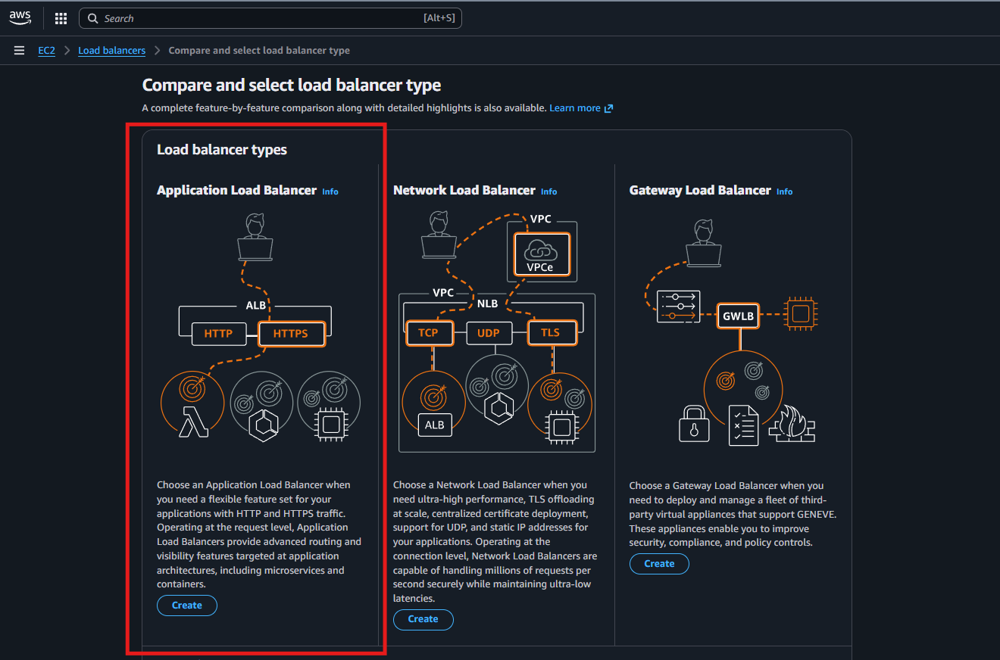 aws
Search
[Alt+S]
EC2
Load balancers
Compare and select load balancer type
Compare and select load balancer type
A complete feature-by-feature comparison along with detailed highlights is also available. Learn more
Load balancer types
Application Load Balancer Info
ALB
HTTP
HTTPS
Choose an Application Load Balancer when
you need a flexible feature set for your
applications with HTTP and HTTPS traffic.
Operating at the request level, Application
Load Balancers provide advanced routing and
visibility features targeted at application
architectures, including microservices and
containers.
Create
Network Load Balancer Info
VPC
VPCe
VPC
NLB
TCP
UDP
TLS
ALB
Choose a Network Load Balancer when you
need ultra-high performance, TLS offloading
at scale, centralized certificate deployment,
support for UDP, and static IP addresses for
your applications. Operating at the
connection level, Network Load Balancers are
capable of handling millions of requests per
second securely while maintaining ultra-low
latencies.
Create
Gateway Load Balancer Info
GWLB
Choose a Gateway Load Balancer when you
need to deploy and manage a fleet of third-
party virtual appliances that support GENEVE.
These appliances enable you to improve
security, compliance, and policy controls.
Create